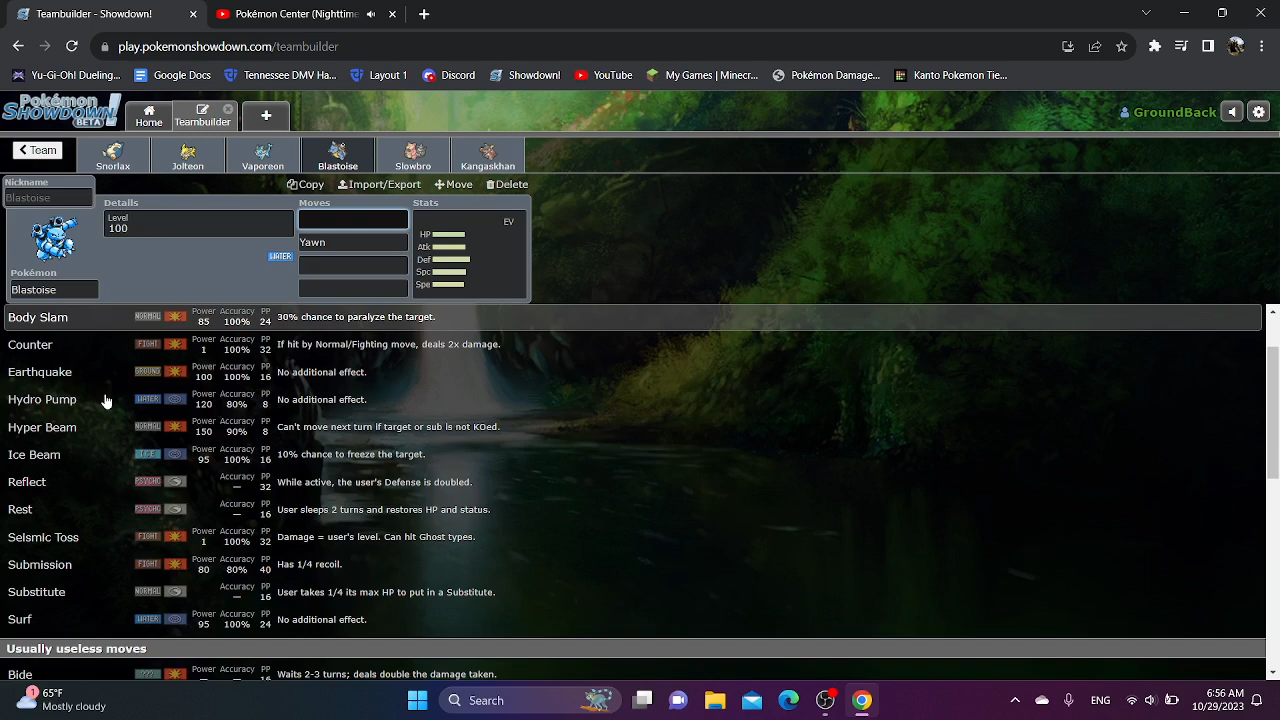 Teambuilder - Showdown!
Pokémon Center (Nighttime
play.pokemonshowdown.com/teambuilder
Yu-Gi-Oh! Dueling...
Google Docs
Tennessee DMV Ha...
Layout 1
Discord
Showdown!
YouTube
My Games | Minecr...
Pokémon Damage...
Kanto Pokemon Tie...
Pokémon
SHOWDOWN!
BETA
Home
Teambuilder
GroundBack
< Team
Snorlax
Jolteon
Vaporeon
Blastoise
Slowbro
Kangaskhan
Nickname
Blastoise
Copy
Import/Export
Move
Delete
Details
Moves
Stats
Level
100
EV
Yawn
HP
Atk
WATER
Def
Spc
Pokémon
Spe
Blastoise
Body Slam NORMAL Power 85 Accuracy 100% PP 24 30% chance to paralyze the target.
Counter FIGHT Power 1 Accuracy 100% PP 32 If hit by Normal/Fighting move, deals 2x damage.
Earthquake GROUND Power 100 Accuracy 100% PP 16 No additional effect.
Hydro Pump WATER Power 120 Accuracy 80% PP 8 No additional effect.
Hyper Beam NORMAL Power 150 Accuracy 90% PP 8 Can't move next turn if target or sub is not KOed.
Ice Beam ICE Power 95 Accuracy 100% PP 16 10% chance to freeze the target.
Reflect PSYCHC Accuracy — PP 32 While active, the user's Defense is doubled.
Rest PSYCHC Accuracy — PP 16 User sleeps 2 turns and restores HP and status.
Seismic Toss FIGHT Power 1 Accuracy 100% PP 32 Damage = user's level. Can hit Ghost types.
Submission FIGHT Power 80 Accuracy 80% PP 40 Has 1/4 recoil.
Substitute NORMAL Accuracy — PP 16 User takes 1/4 its max HP to put in a Substitute.
Surf WATER Power 95 Accuracy 100% PP 24 No additional effect.
Usually useless moves
Bide ??? Power — Accuracy — PP Waits 2-3 turns; deals double the damage taken.
1
65°F
Mostly cloudy
Search
ENG
6:56 AM
10/29/2023